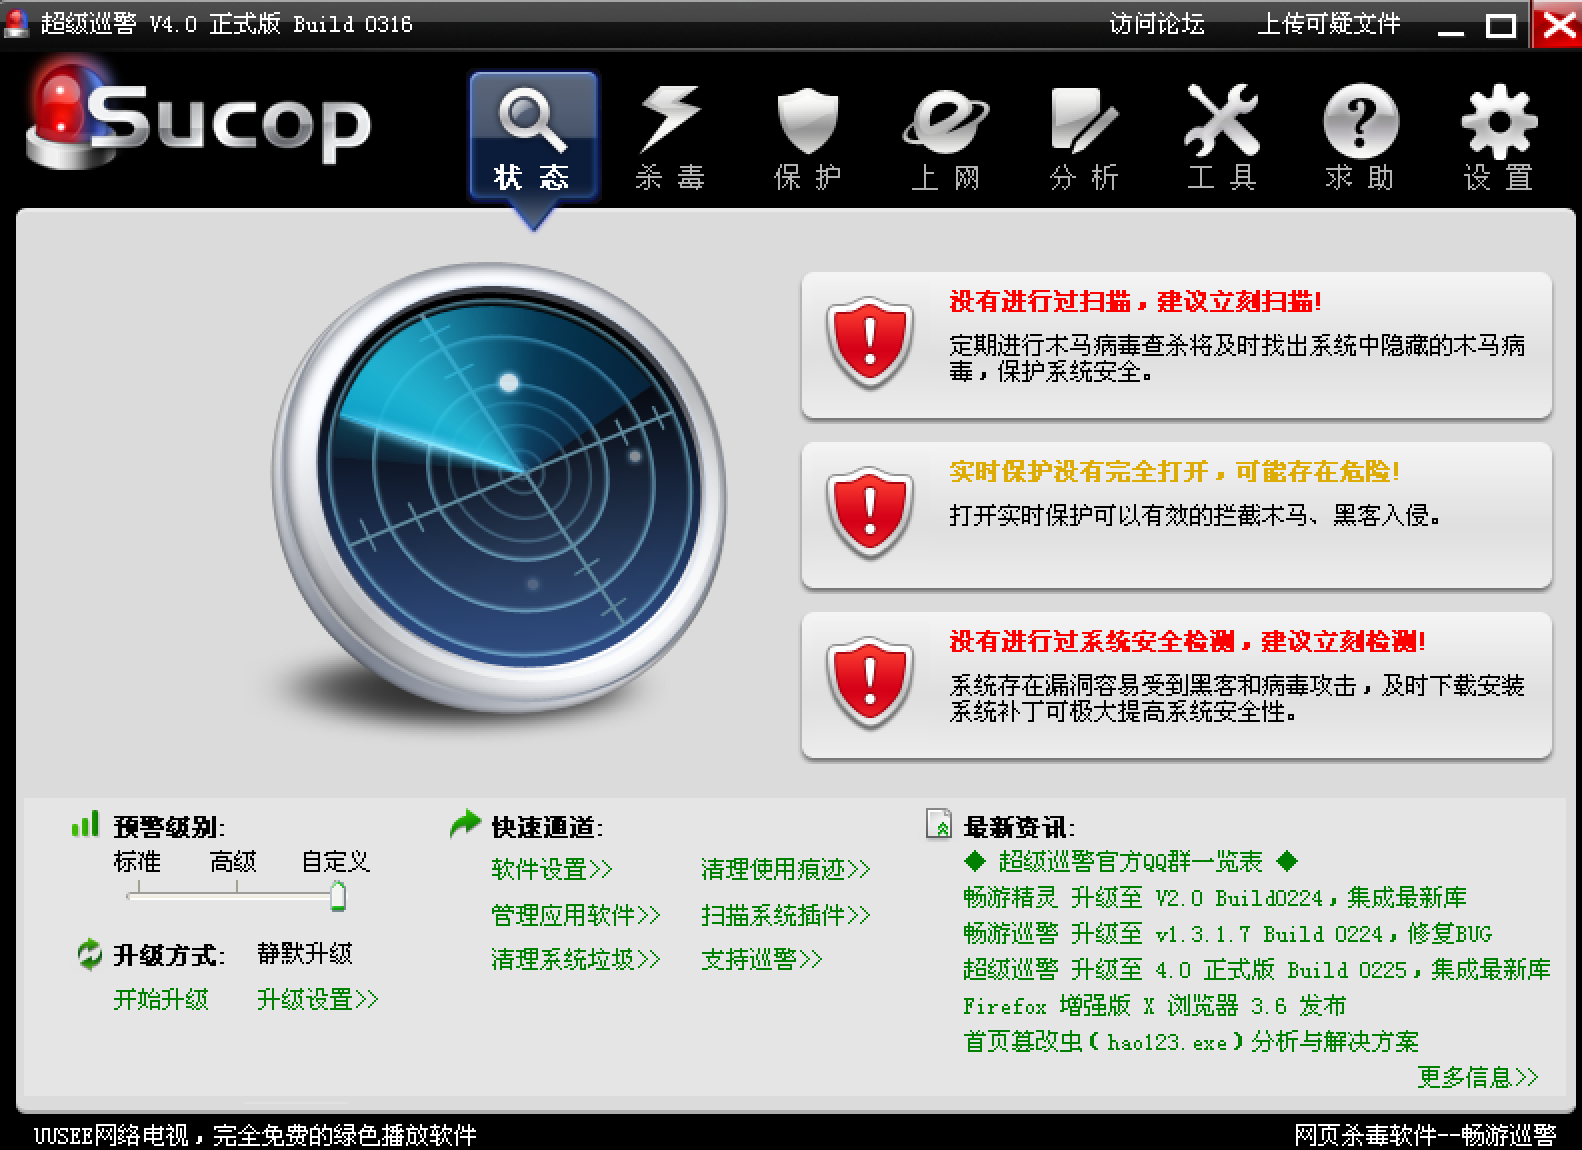 超级巡警 V4.0 正式版 Build 0316
访问论坛
上传可疑文件
Sucop
状态
杀毒
保护
上网
分析
工具
求助
设置
没有进行过扫描，建议立刻扫描!
定期进行木马病毒查杀将及时找出系统中隐藏的木马病
毒，保护系统安全。
实时保护没有完全打开，可能存在危险!
打开实时保护可以有效的拦截木马、黑客入侵。
没有进行过系统安全检测，建议立刻检测!
系统存在漏洞容易受到黑客和病毒攻击，及时下载安装
系统补丁可极大提高系统安全性。
预警级别:
标准 高级 自定义
升级方式: 静默升级
开始升级 升级设置>>
快速通道:
软件设置>> 清理使用痕迹>>
管理应用软件>> 扫描系统插件>>
清理系统垃圾>> 支持巡警>>
最新资讯:
◆ 超级巡警官方QQ群一览表 ◆
畅游精灵 升级至 V2.0 Build0224，集成最新库
畅游巡警 升级至 v1.3.1.7 Build 0224，修复BUG
超级巡警 升级至 4.0 正式版 Build 0225，集成最新库
Firefox 增强版 X 浏览器 3.6 发布
首页篡改虫(hao123.exe)分析与解决方案
更多信息>>
UUSEE网络电视，完全免费的绿色播放软件
网页杀毒软件--畅游巡警